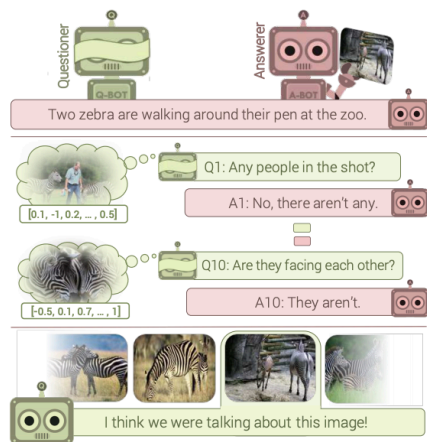 Q
A
Questioner
Answerer
Q-BOT
A-BOT
Two zebra are walking around their pen at the zoo.
A
Q1: Any people in the shot?
[0.1, -1, 0.2, ... , 0.5]
A1: No, there aren't any.
Q10: Are they facing each other?
[-0.5, 0.1, 0.7, ... , 1]
A10: They aren't.
I think we were talking about this image!